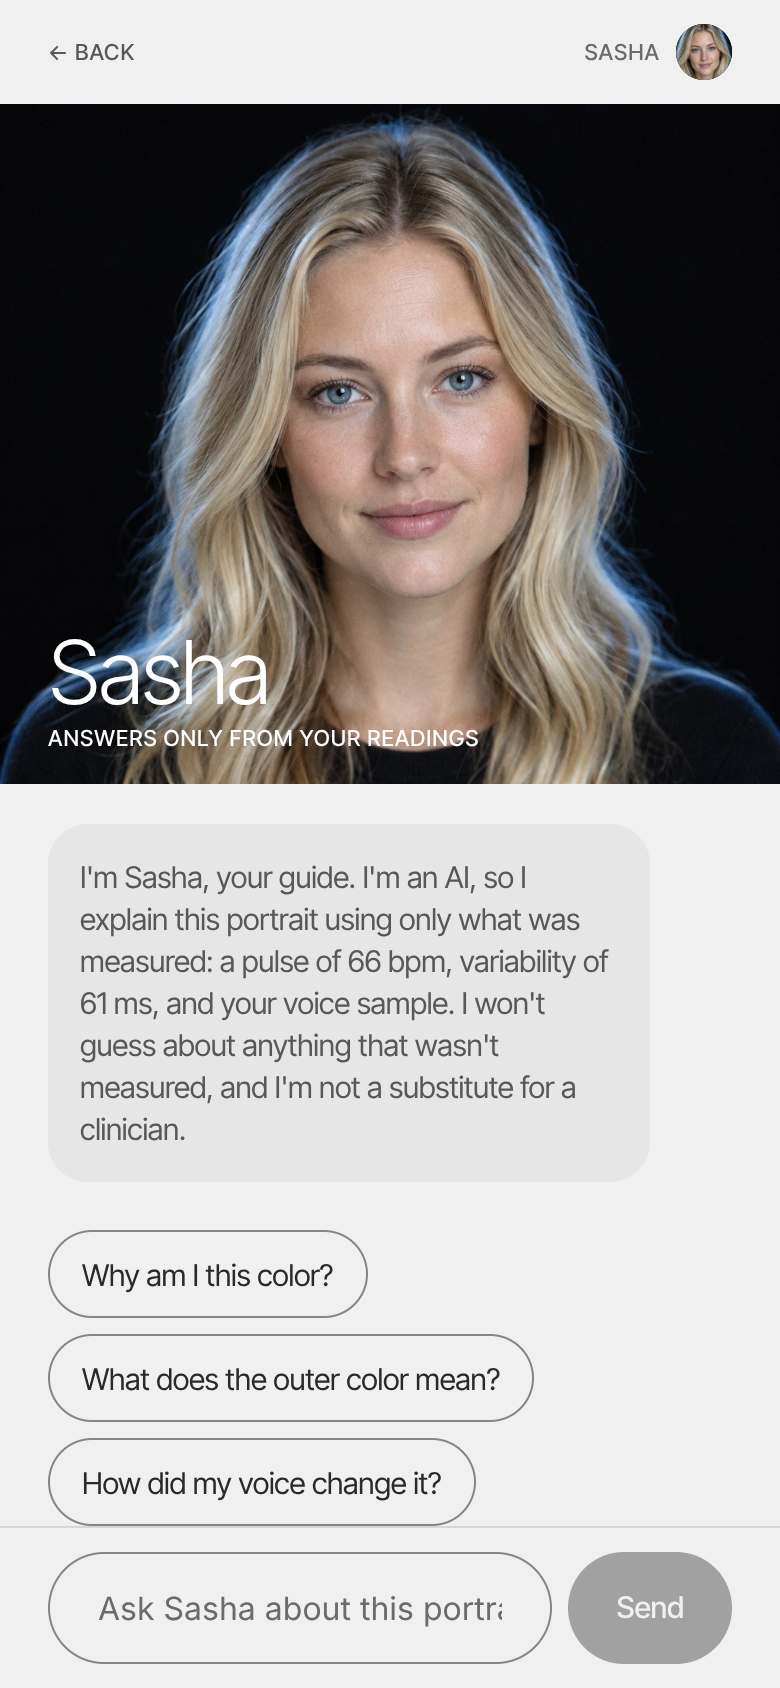 ← BACK
SASHA
Sasha
ANSWERS ONLY FROM YOUR READINGS
I'm Sasha, your guide. I'm an AI, so I
explain this portrait using only what was
measured: a pulse of 66 bpm, variability of
61 ms, and your voice sample. I won't
guess about anything that wasn't
measured, and I'm not a substitute for a
clinician.
Why am I this color?
What does the outer color mean?
How did my voice change it?
Ask Sasha about this
Send